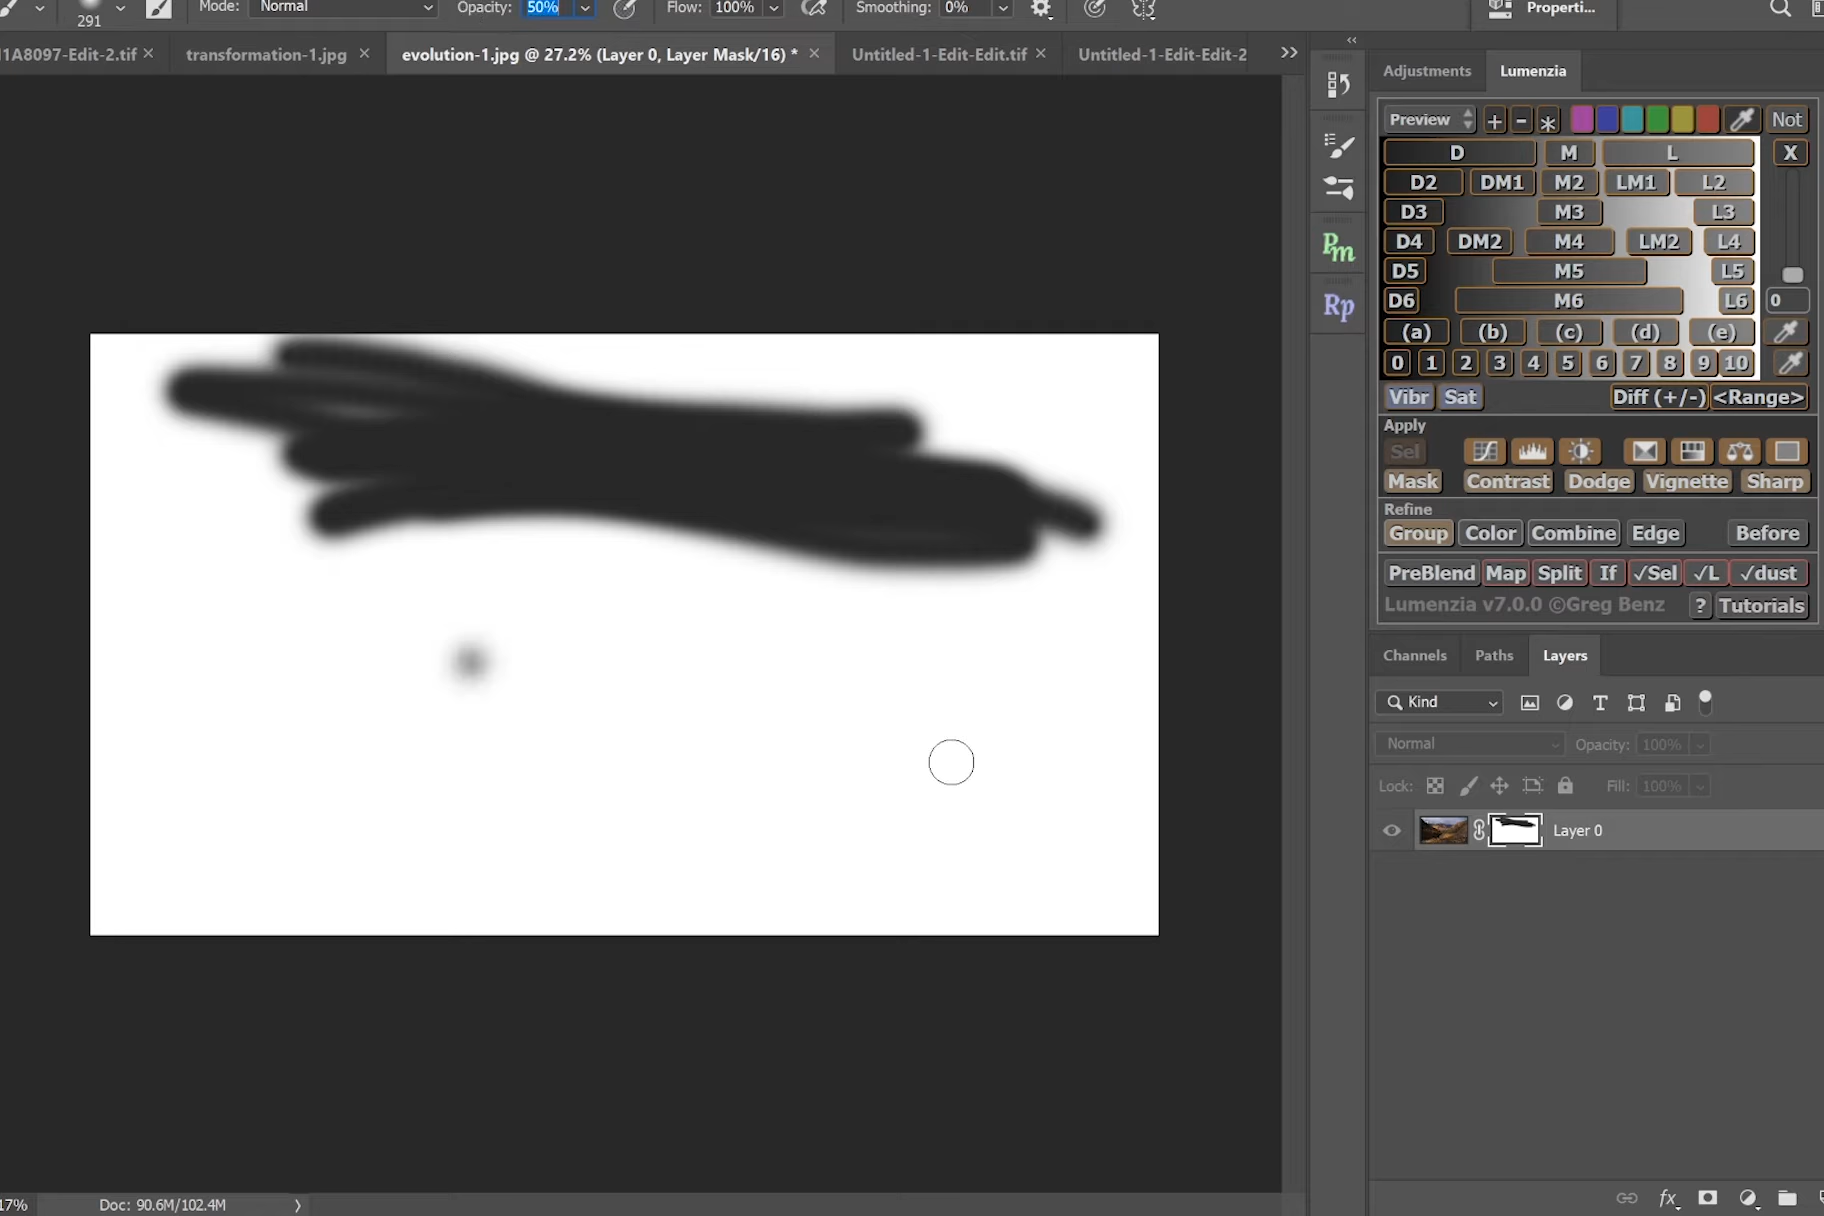 Mode: Normal Opacity: 50% Flow: 100% Smoothing: 0% Properti...
291
11A8097-Edit-2.tif × transformation-1.jpg × evolution-1.jpg @ 27.2% (Layer 0, Layer Mask/16) * × Untitled-1-Edit-Edit.tif × Untitled-1-Edit-Edit-2 >>
Adjustments Lumenzia
Preview + - * Not
D M L X
D2 DM1 M2 LM1 L2
D3 M3 L3
D4 DM2 M4 LM2 L4
D5 M5 L5
D6 M6 L6 0
(a) (b) (c) (d) (e)
0 1 2 3 4 5 6 7 8 9 10
Vibr Sat Diff (+/-) <Range>
Apply
Sel
Mask Contrast Dodge Vignette Sharp
Refine
Group Color Combine Edge Before
PreBlend Map Split If √Sel √L √dust
Lumenzia v7.0.0 ©Greg Benz ? Tutorials
Pm
Rp
Channels Paths Layers
Kind
Normal Opacity: 100%
Lock: Fill: 100%
Layer 0
fx
17% Doc: 90.6M/102.4M